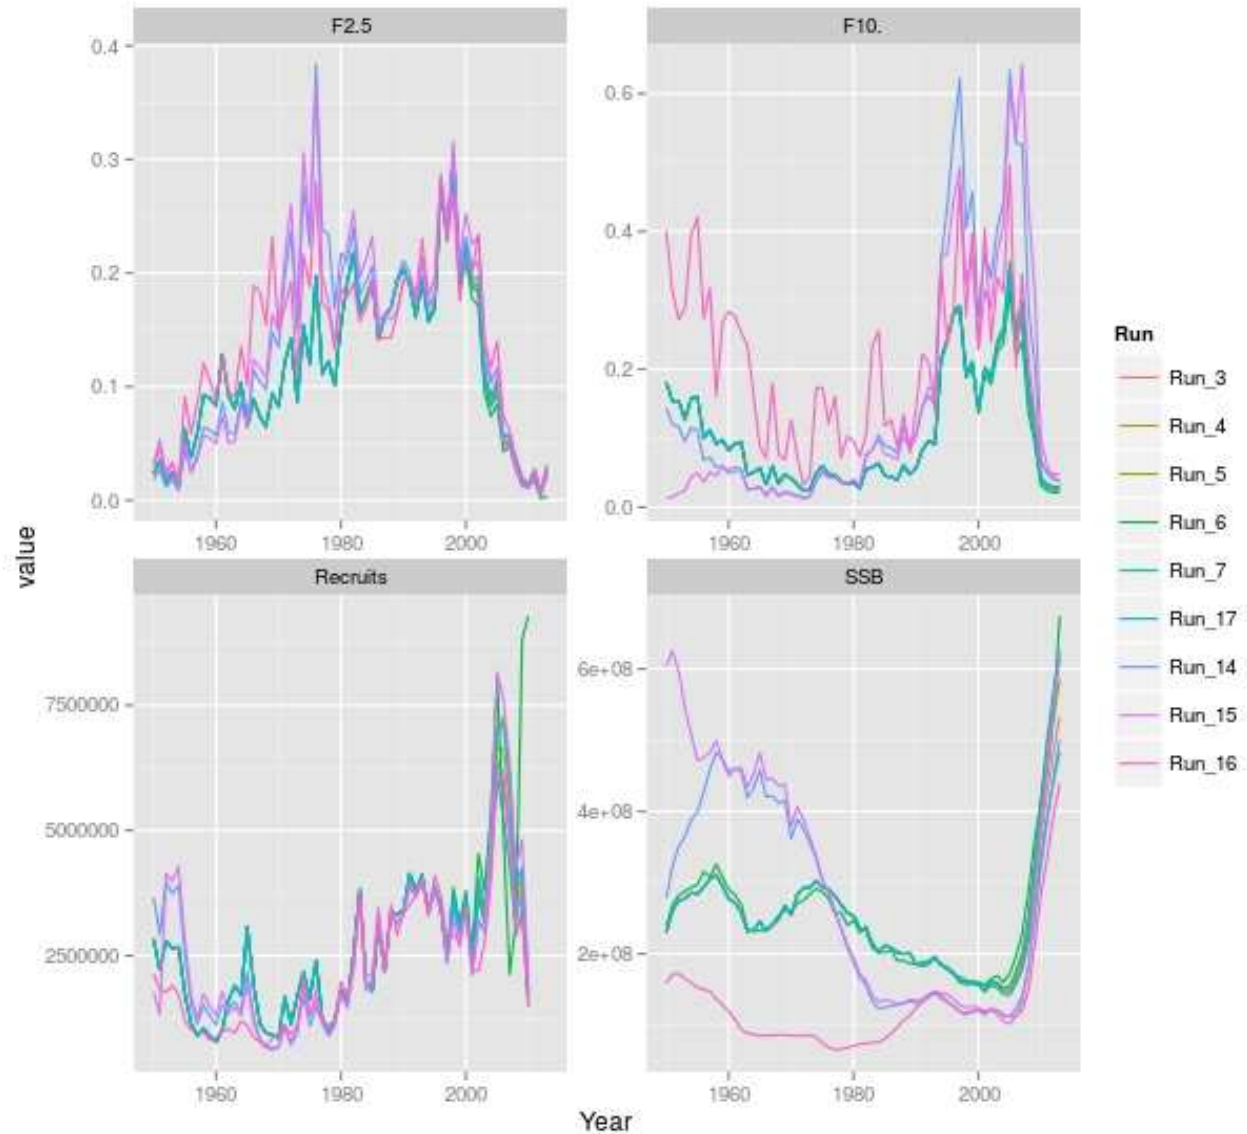 F2.5
F10.
0.4
0.3
0.2
0.1
0.0
1960 1980 2000
0.6
0.4
0.2
0.0
1960 1980 2000
value
Recruits
SSB
7500000
5000000
2500000
1960 1980 2000
6e+08
4e+08
2e+08
1960 1980 2000
Year
Run
Run_3
Run_4
Run_5
Run_6
Run_7
Run_17
Run_14
Run_15
Run_16